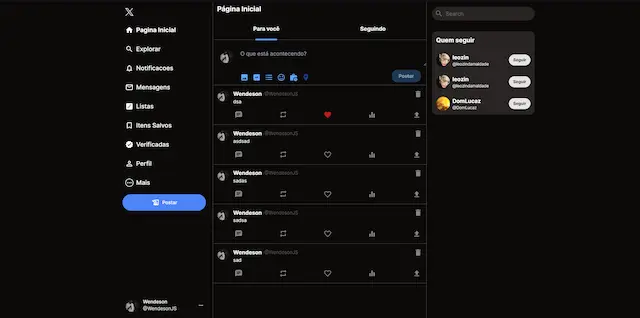 Página Inicial
Explorar
Notificacoes
Mensagens
Listas
Itens Salvos
Verificadas
Perfil
Mais
Postar
Wendeson
@WendesonJS
Página Inicial
Para você
Seguindo
O que está acontecendo?
Postar
Wendeson @WendesonJS
dsa
Wendeson @WendesonJS
asdsad
Wendeson @WendesonJS
sadas
Wendeson @WendesonJS
sadsa
Wendeson @WendesonJS
sad
Search
Quem seguir
leozin
@leozindamaldade
Seguir
leozin
@leozindamaldade
Seguir
DomLucaz
@DomLucaz
Seguir